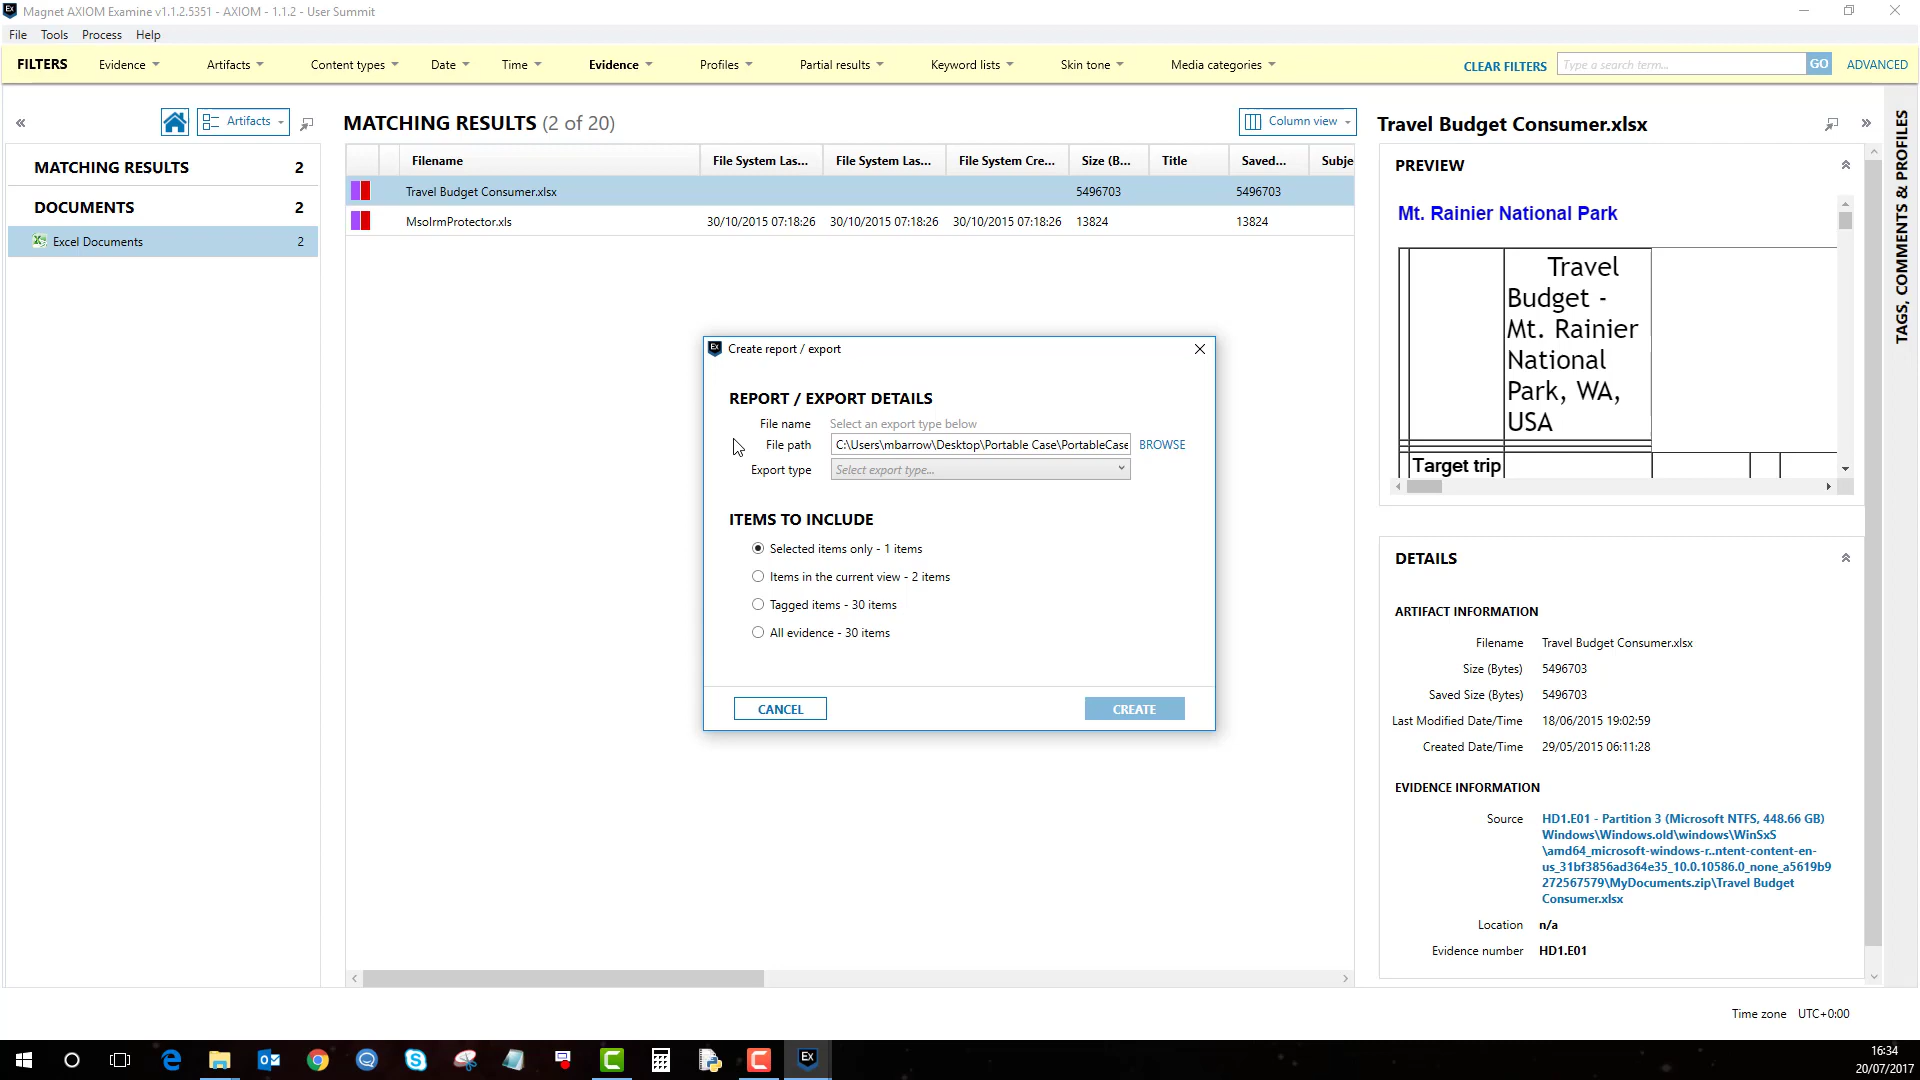 Magnet AXIOM Examine v1.1.2.5351 - AXIOM - 1.1.2 - User Summit
File Tools Process Help
FILTERS Evidence Artifacts Content types Date Time Evidence Profiles Partial results Keyword lists Skin tone Media categories CLEAR FILTERS Type a search term... GO ADVANCED
Artifacts
MATCHING RESULTS (2 of 20)
Column view
Travel Budget Consumer.xlsx
TAGS, COMMENTS & PROFILES
MATCHING RESULTS 2
DOCUMENTS 2
Excel Documents 2
Filename File System Las... File System Las... File System Cre... Size (B... Title Saved... Subje
Travel Budget Consumer.xlsx 5496703 5496703
MsoIrmProtector.xls 30/10/2015 07:18:26 30/10/2015 07:18:26 30/10/2015 07:18:26 13824 13824
PREVIEW
Mt. Rainier National Park
Travel
Budget -
Mt. Rainier
National
Park, WA,
USA
Target trip
Create report / export
REPORT / EXPORT DETAILS
File name Select an export type below
File path C:\Users\mbarrow\Desktop\Portable Case\PortableCase BROWSE
Export type Select export type...
ITEMS TO INCLUDE
Selected items only - 1 items
Items in the current view - 2 items
Tagged items - 30 items
All evidence - 30 items
CANCEL CREATE
DETAILS
ARTIFACT INFORMATION
Filename Travel Budget Consumer.xlsx
Size (Bytes) 5496703
Saved Size (Bytes) 5496703
Last Modified Date/Time 18/06/2015 19:02:59
Created Date/Time 29/05/2015 06:11:28
EVIDENCE INFORMATION
Source HD1.E01 - Partition 3 (Microsoft NTFS, 448.66 GB)
Windows\Windows.old\windows\WinSxS
\amd64_microsoft-windows-r..ntent-content-en-
us_31bf3856ad364e35_10.0.10586.0_none_a5619b9
272567579\MyDocuments.zip\Travel Budget
Consumer.xlsx
Location n/a
Evidence number HD1.E01
Time zone UTC+0:00
16:34
20/07/2017